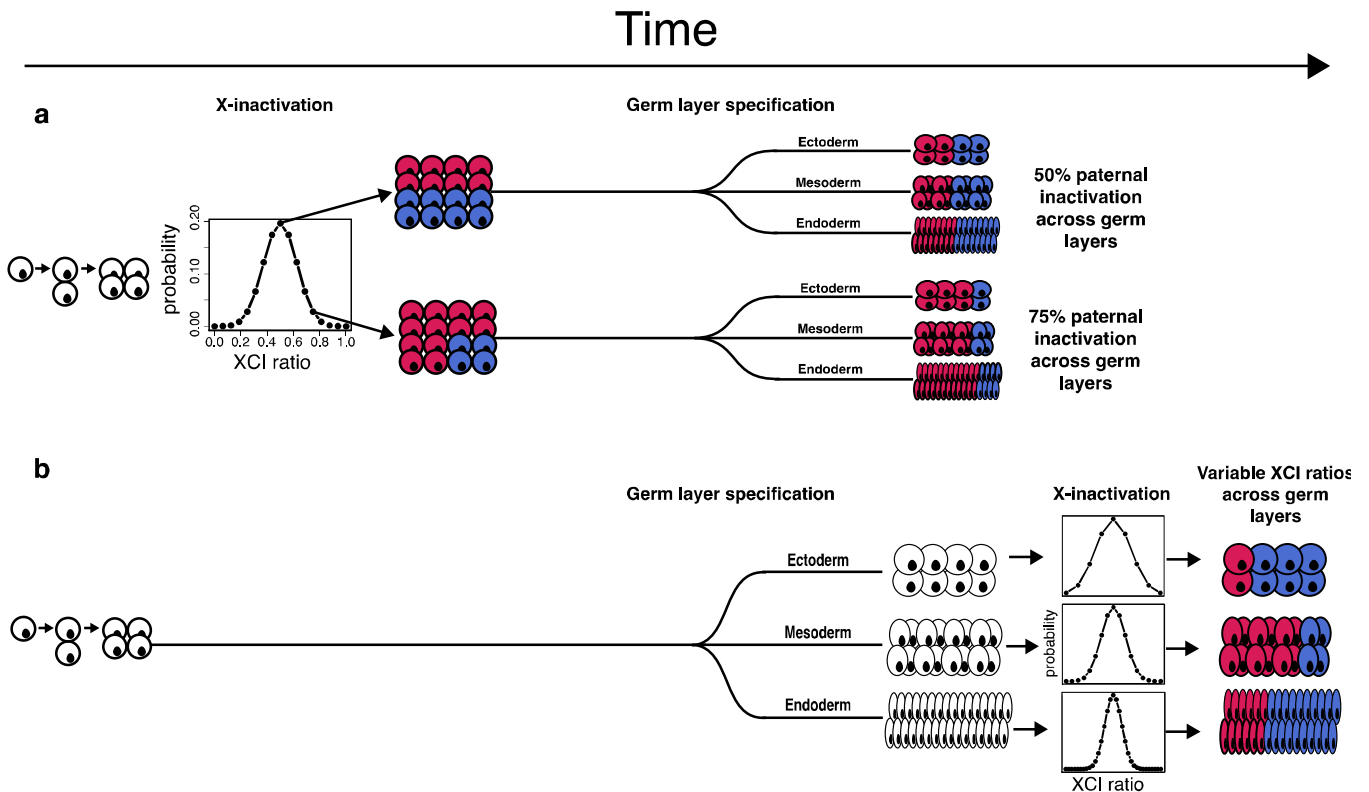 Time
a
X-inactivation
Germ layer specification
probability
0.20
0.10
0.00
0.0 0.2 0.4 0.6 0.8 1.0
XCI ratio
Ectoderm
Mesoderm
Endoderm
50% paternal
inactivation
across germ
layers
Ectoderm
Mesoderm
Endoderm
75% paternal
inactivation
across germ
layers
b
Germ layer specification
X-inactivation
Variable XCI ratios
across germ
layers
Ectoderm
Mesoderm
Endoderm
probability
XCI ratio